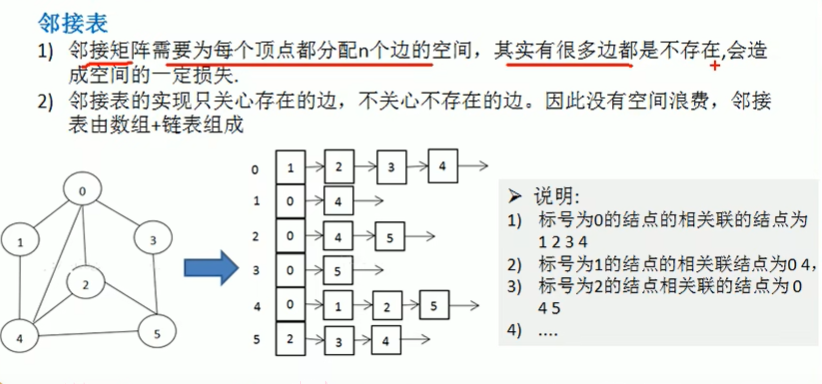 邻接表
1) 邻接矩阵需要为每个顶点都分配n个边的空间，其实有很多边都是不存在,会造
成空间的一定损失.
2) 邻接表的实现只关心存在的边，不关心不存在的边。因此没有空间浪费，邻接
表由数组+链表组成
0
1
3
2
4
5
0 1 2 3 4
1 0 4
2 0 4 5
3 0 5
4 0 1 2 5
5 2 3 4
说明:
1) 标号为0的结点的相关联的结点为
1 2 3 4
2) 标号为1的结点的相关联结点为0 4，
3) 标号为2的结点相关联的结点为 0
4 5
4) ....